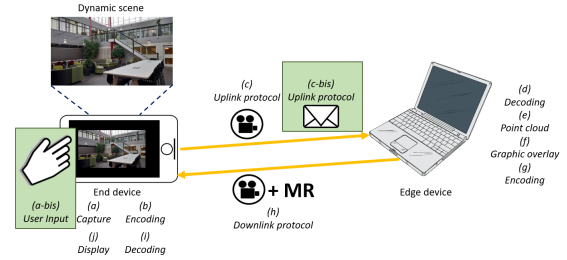 Dynamic scene
(c)
Uplink protocol
(c-bis)
Uplink protocol
(d)
Decoding
(e)
Point cloud
(f)
Graphic overlay
(g)
Encoding
(a-bis)
User Input
End device
(a)
Capture
(b)
Encoding
(j)
Display
(i)
Decoding
+ MR
(h)
Downlink protocol
Edge device